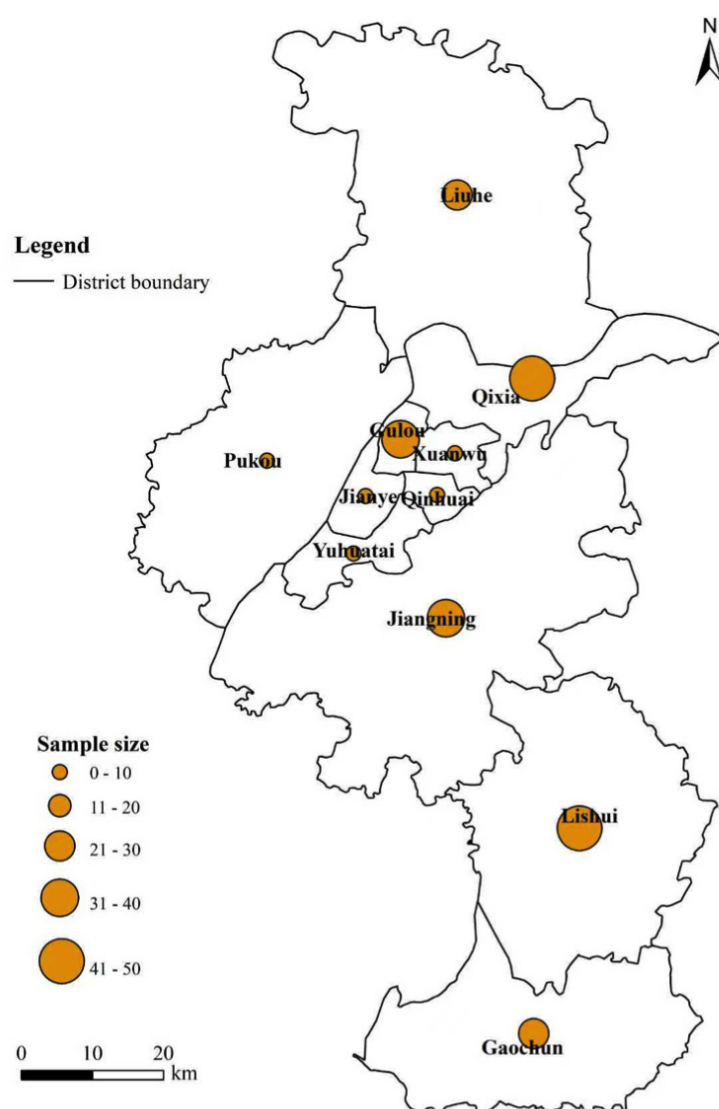 N
Liuhe
Legend
District boundary
Qixia
Gulou
Xuanwu
Pukou
Jianye
Qinhuai
Yuhuatai
Jiangning
Sample size
0 - 10
11 - 20
21 - 30
31 - 40
41 - 50
Lishui
Gaochun
0 10 20
km